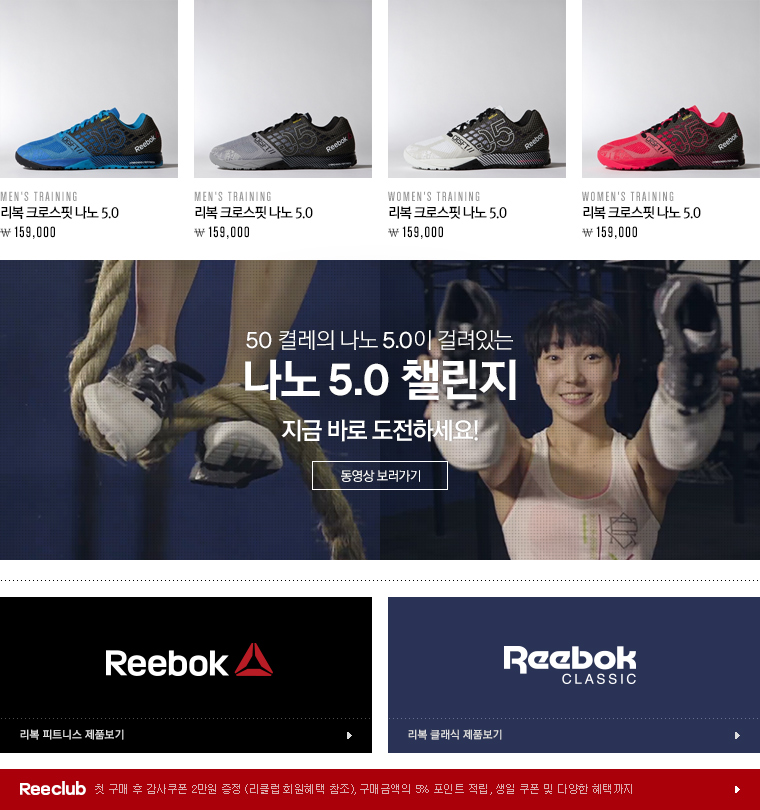 MEN'S TRAINING
리복 크로스핏 나노 5.0
₩ 159,000
MEN'S TRAINING
리복 크로스핏 나노 5.0
₩ 159,000
WOMEN'S TRAINING
리복 크로스핏 나노 5.0
₩ 159,000
WOMEN'S TRAINING
리복 크로스핏 나노 5.0
₩ 159,000
50 켤레의 나노 5.0이 걸려있는
나노 5.0 챌린지
지금 바로 도전하세요!
동영상 보러가기
Reebok
리복 피트니스 제품보기
Reebok
CLASSIC
리복 클래식 제품보기
Reeclub 첫 구매 후 감사쿠폰 2만원 증정 (리클럽 회원혜택 참조), 구매금액의 5% 포인트 적립, 생일 쿠폰 및 다양한 혜택까지